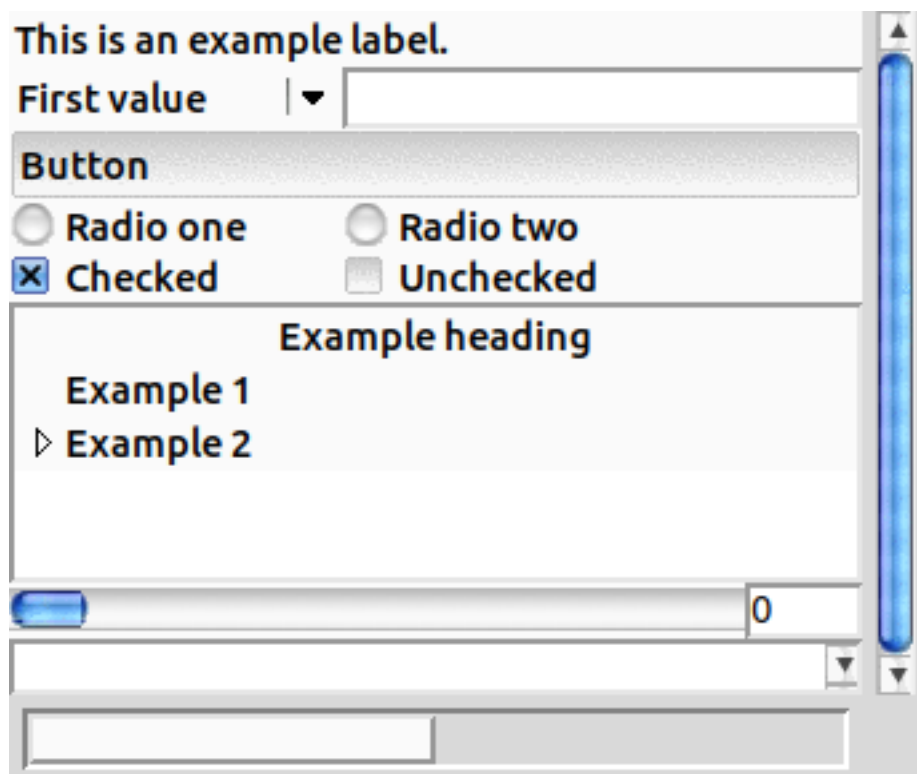 This is an example label.
First value
Button
Radio one Radio two
Checked Unchecked
Example heading
Example 1
Example 2
0